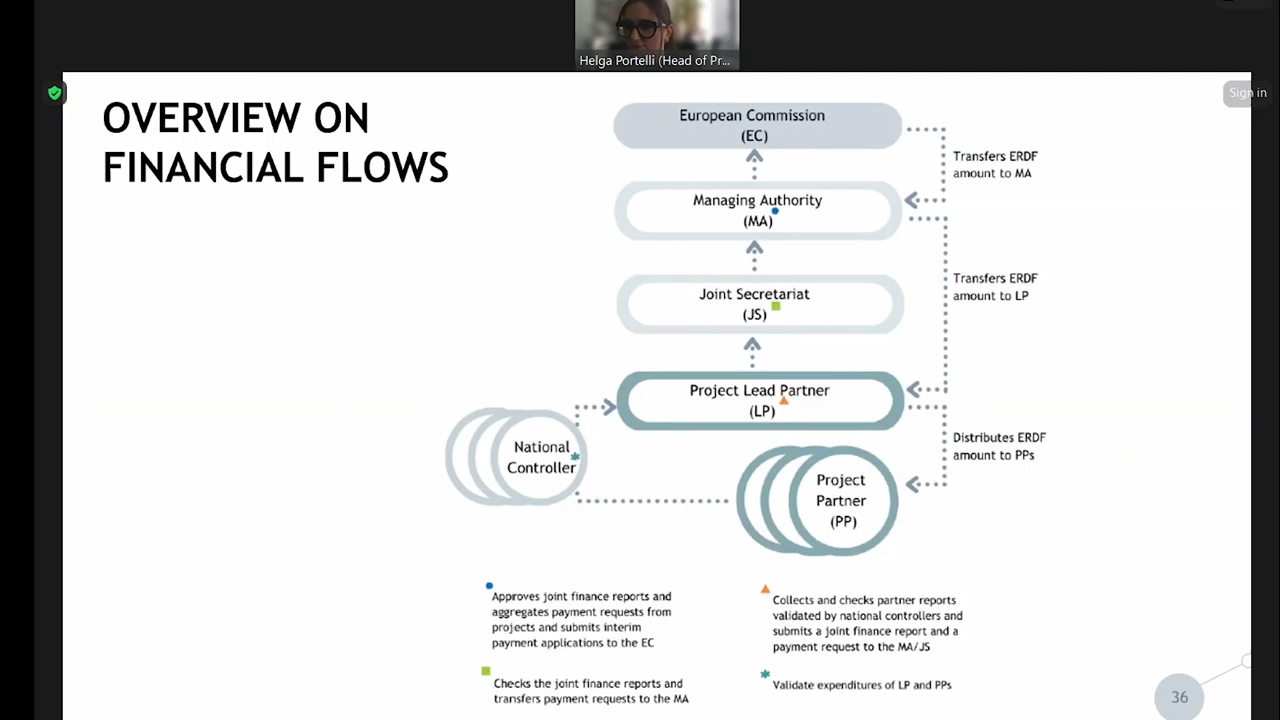 Helga Portelli (Head of Pr...
Sign in
OVERVIEW ON
FINANCIAL FLOWS
European Commission
(EC)
Transfers ERDF
amount to MA
Managing Authority
(MA)
Transfers ERDF
amount to LP
Joint Secretariat
(JS)
Project Lead Partner
(LP)
National
Controller
Distributes ERDF
amount to PPs
Project
Partner
(PP)
Approves joint finance reports and
aggregates payment requests from
projects and submits interim
payment applications to the EC
Checks the joint finance reports and
transfers payment requests to the MA
Collects and checks partner reports
validated by national controllers and
submits a joint finance report and a
payment request to the MA/JS
Validate expenditures of LP and PPs
36